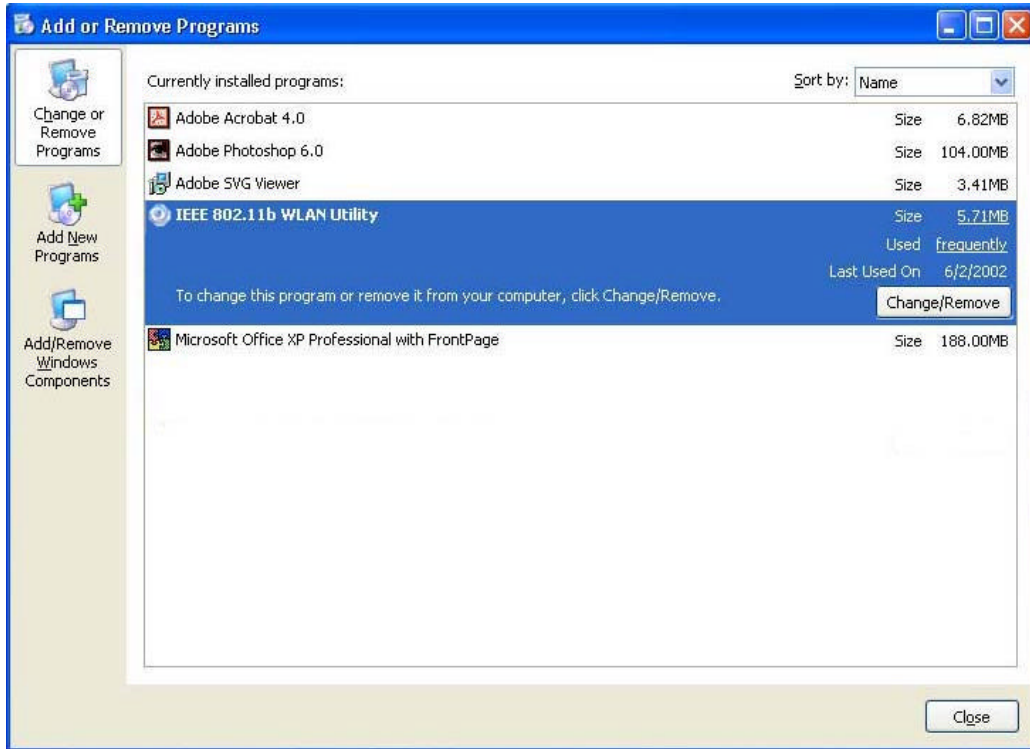 Add or Remove Programs
Change or
Remove
Programs
Add New
Programs
Add/Remove
Windows
Components
Currently installed programs:
Sort by: Name
Adobe Acrobat 4.0 Size 6.82MB
Adobe Photoshop 6.0 Size 104.00MB
Adobe SVG Viewer Size 3.41MB
IEEE 802.11b WLAN Utility Size 5.71MB
Used frequently
Last Used On 6/2/2002
To change this program or remove it from your computer, click Change/Remove.
Change/Remove
Microsoft Office XP Professional with FrontPage Size 188.00MB
Close